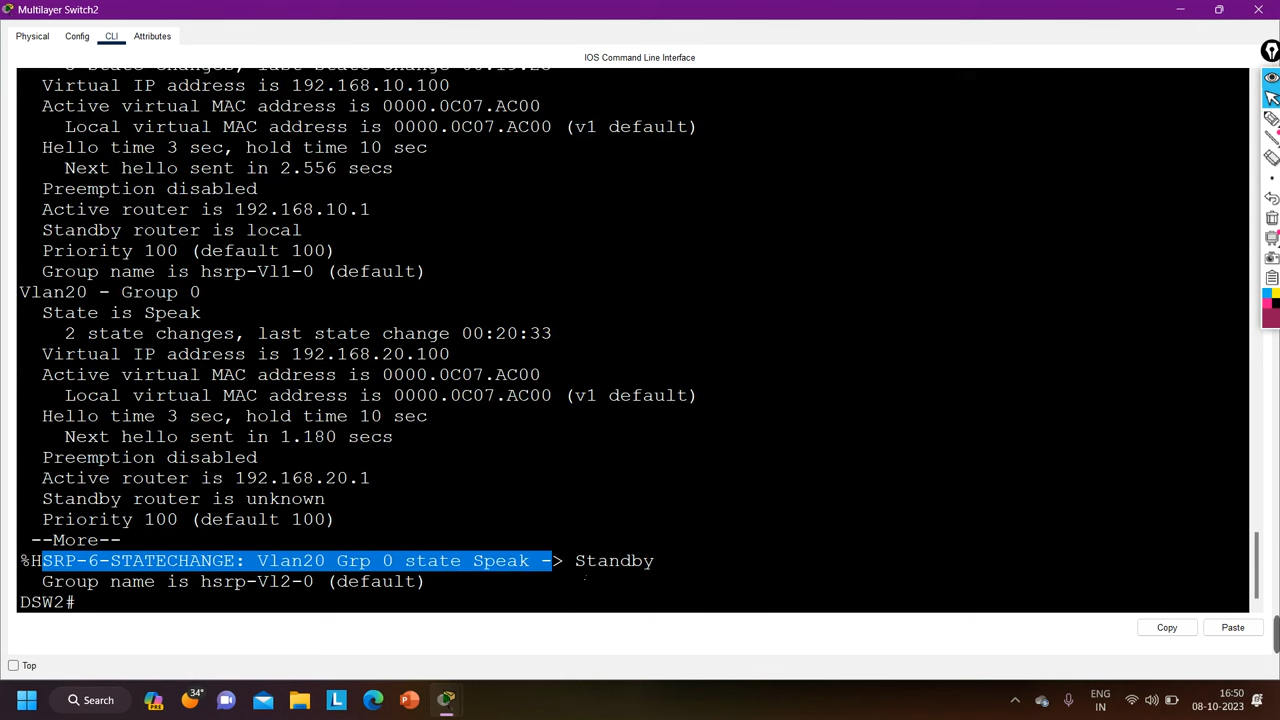 Multilayer Switch2
Physical Config CLI Attributes
IOS Command Line Interface
Virtual IP address is 192.168.10.100
Active virtual MAC address is 0000.0C07.AC00
Local virtual MAC address is 0000.0C07.AC00 (v1 default)
Hello time 3 sec, hold time 10 sec
Next hello sent in 2.556 secs
Preemption disabled
Active router is 192.168.10.1
Standby router is local
Priority 100 (default 100)
Group name is hsrp-Vl1-0 (default)
Vlan20 - Group 0
State is Speak
2 state changes, last state change 00:20:33
Virtual IP address is 192.168.20.100
Active virtual MAC address is 0000.0C07.AC00
Local virtual MAC address is 0000.0C07.AC00 (v1 default)
Hello time 3 sec, hold time 10 sec
Next hello sent in 1.180 secs
Preemption disabled
Active router is 192.168.20.1
Standby router is unknown
Priority 100 (default 100)
--More--
%HSRP-6-STATECHANGE: Vlan20 Grp 0 state Speak -> Standby
Group name is hsrp-Vl2-0 (default)
DSW2#
Copy Paste
Top
Search
PRE
34°
ENG
IN
16:50
08-10-2023